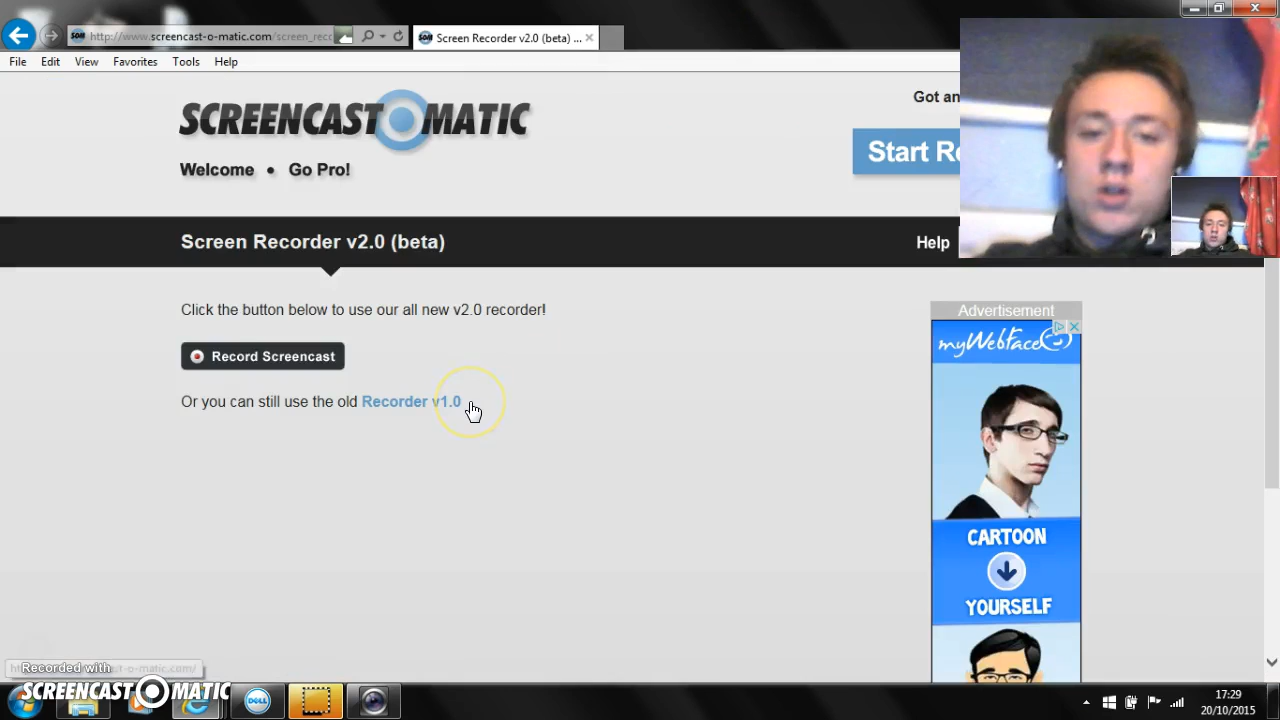 http://www.screencast-o-matic.com/screen_recc
Screen Recorder v2.0 (beta) ...
File Edit View Favorites Tools Help
SCREENCAST O MATIC
Got an
Welcome • Go Pro!
Start Re
Screen Recorder v2.0 (beta)
Help
Click the button below to use our all new v2.0 recorder!
Advertisement
myWebFace
Record Screencast
Or you can still use the old Recorder v1.0
CARTOON
YOURSELF
Recorded with
SCREENCAST O MATIC
DELL
17:29
20/10/2015